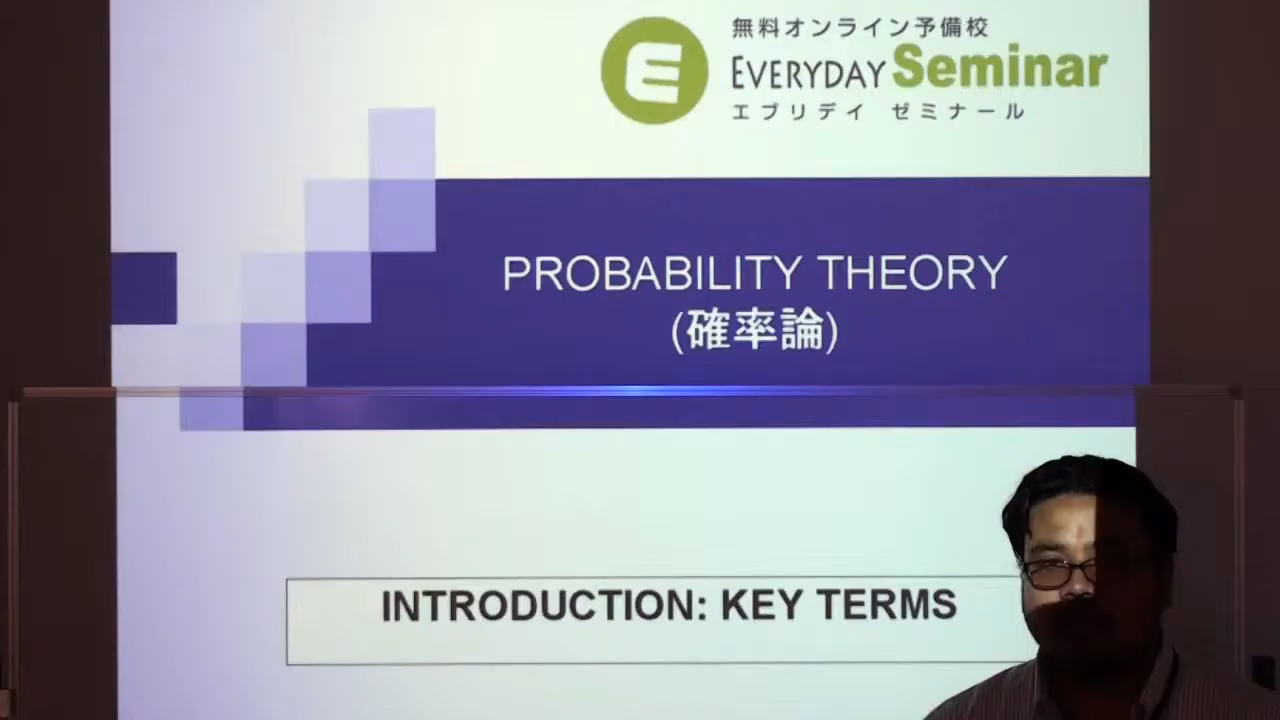 無料オンライン予備校
EVERYDAY Seminar
エブリデイ ゼミナール
PROBABILITY THEORY
(確率論)
INTRODUCTION: KEY TERMS